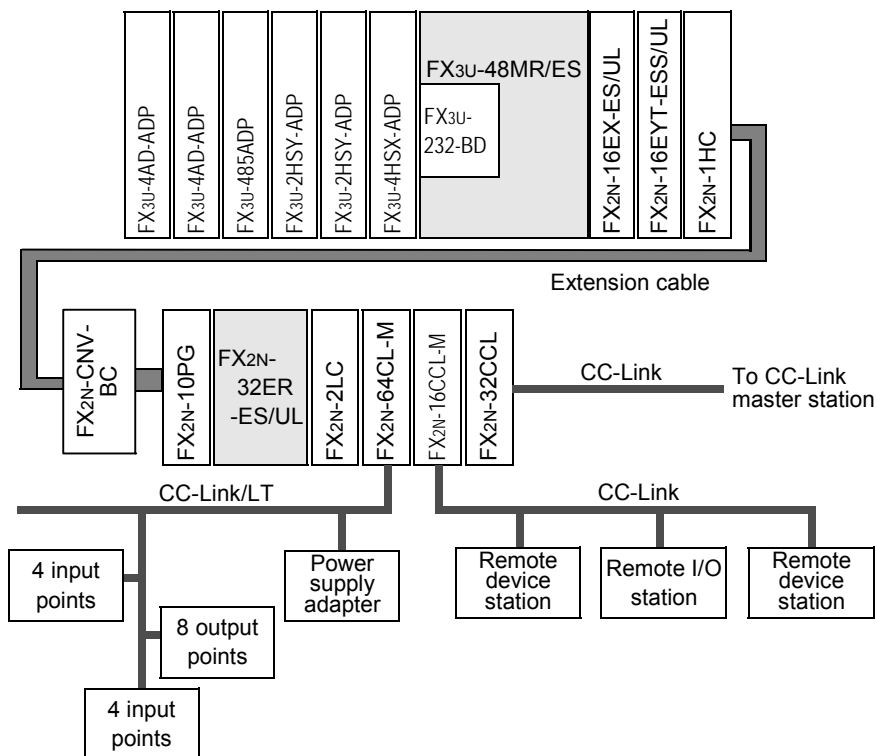 FX3U-4AD-ADP
FX3U-4AD-ADP
FX3U-485ADP
FX3U-2HSY-ADP
FX3U-2HSY-ADP
FX3U-4HSX-ADP
FX3U-48MR/ES
FX3U-
232-BD
FX2N-16EX-ES/UL
FX2N-16EYT-ESS/UL
FX2N-1HC
Extension cable
FX2N-CNV-
BC
FX2N-10PG
FX2N-
32ER
-ES/UL
FX2N-2LC
FX2N-64CL-M
FX2N-16CCL-M
FX2N-32CCL
CC-Link
To CC-Link
master station
CC-Link/LT
CC-Link
4 input
points
8 output
points
4 input
points
Power
supply
adapter
Remote
device
station
Remote I/O
station
Remote
device
station